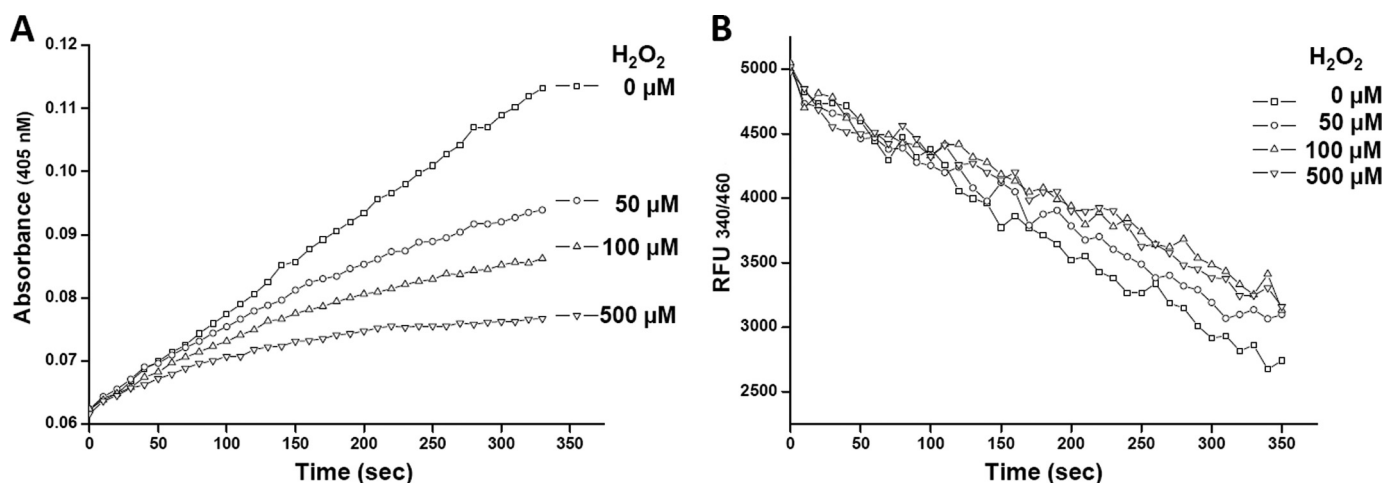 A
Absorbance (405 nM)
0.12
0.11
0.10
0.09
0.08
0.07
0.06
0
50
100
150
200
250
300
350
Time (sec)
H₂O₂
0 µM
50 µM
100 µM
500 µM
B
RFU 340/460
5000
4500
4000
3500
3000
2500
0
50
100
150
200
250
300
350
Time (sec)
H₂O₂
0 µM
50 µM
100 µM
500 µM